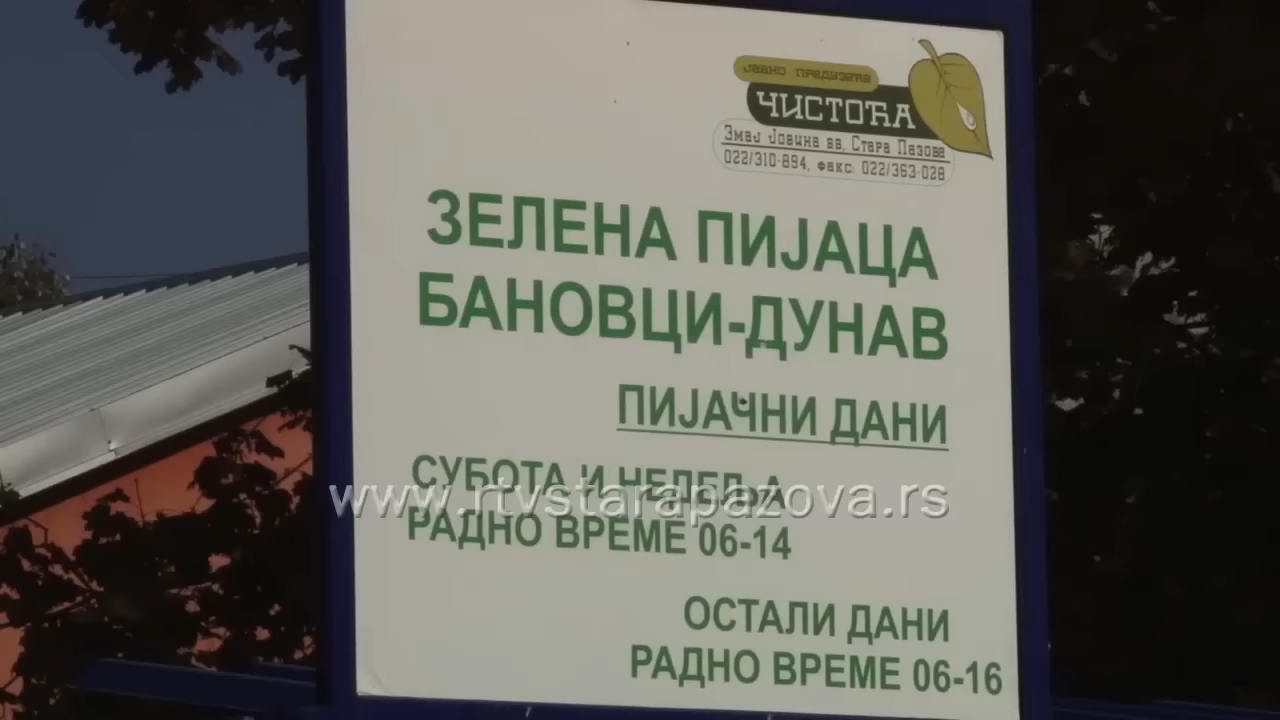 Јавно предузеће
ЧИСТОЋА
Змај Јовина бб, Стара Пазова
022/310-894, факс: 022/363-028
ЗЕЛЕНА ПИЈАЦА
БАНОВЦИ-ДУНАВ
ПИЈАЧНИ ДАНИ
СУБОТА И НЕДЕЉА
www.rtvstarapazova.rs
РАДНО ВРЕМЕ 06-14
ОСТАЛИ ДАНИ
РАДНО ВРЕМЕ 06-16